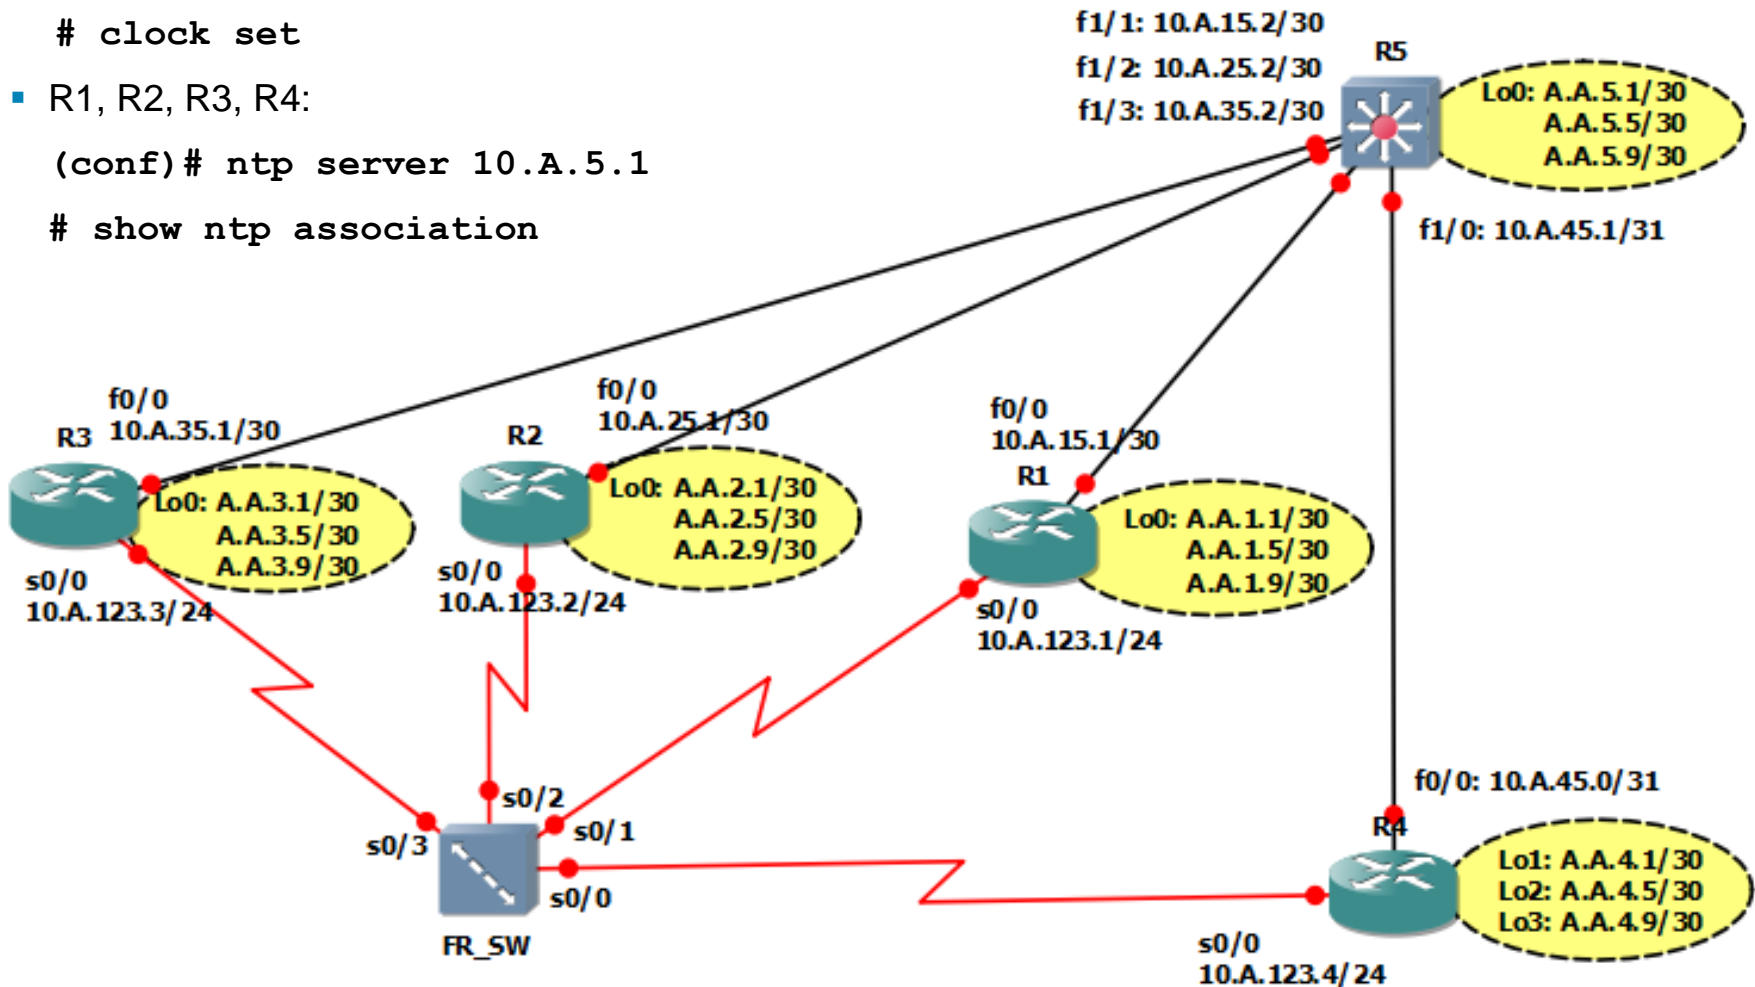 # clock set
R1, R2, R3, R4:
(conf)# ntp server 10.A.5.1
# show ntp association
f1/1: 10.A.15.2/30
f1/2: 10.A.25.2/30
f1/3: 10.A.35.2/30
R5
Lo0: A.A.5.1/30
A.A.5.5/30
A.A.5.9/30
f1/0: 10.A.45.1/31
f0/0
10.A.35.1/30
R3
Lo0: A.A.3.1/30
A.A.3.5/30
A.A.3.9/30
s0/0
10.A.123.3/24
f0/0
10.A.25.1/30
R2
Lo0: A.A.2.1/30
A.A.2.5/30
A.A.2.9/30
s0/0
10.A.123.2/24
f0/0
10.A.15.1/30
R1
Lo0: A.A.1.1/30
A.A.1.5/30
A.A.1.9/30
s0/0
10.A.123.1/24
s0/2
s0/1
s0/3
s0/0
FR_SW
f0/0: 10.A.45.0/31
R4
Lo1: A.A.4.1/30
Lo2: A.A.4.5/30
Lo3: A.A.4.9/30
s0/0
10.A.123.4/24